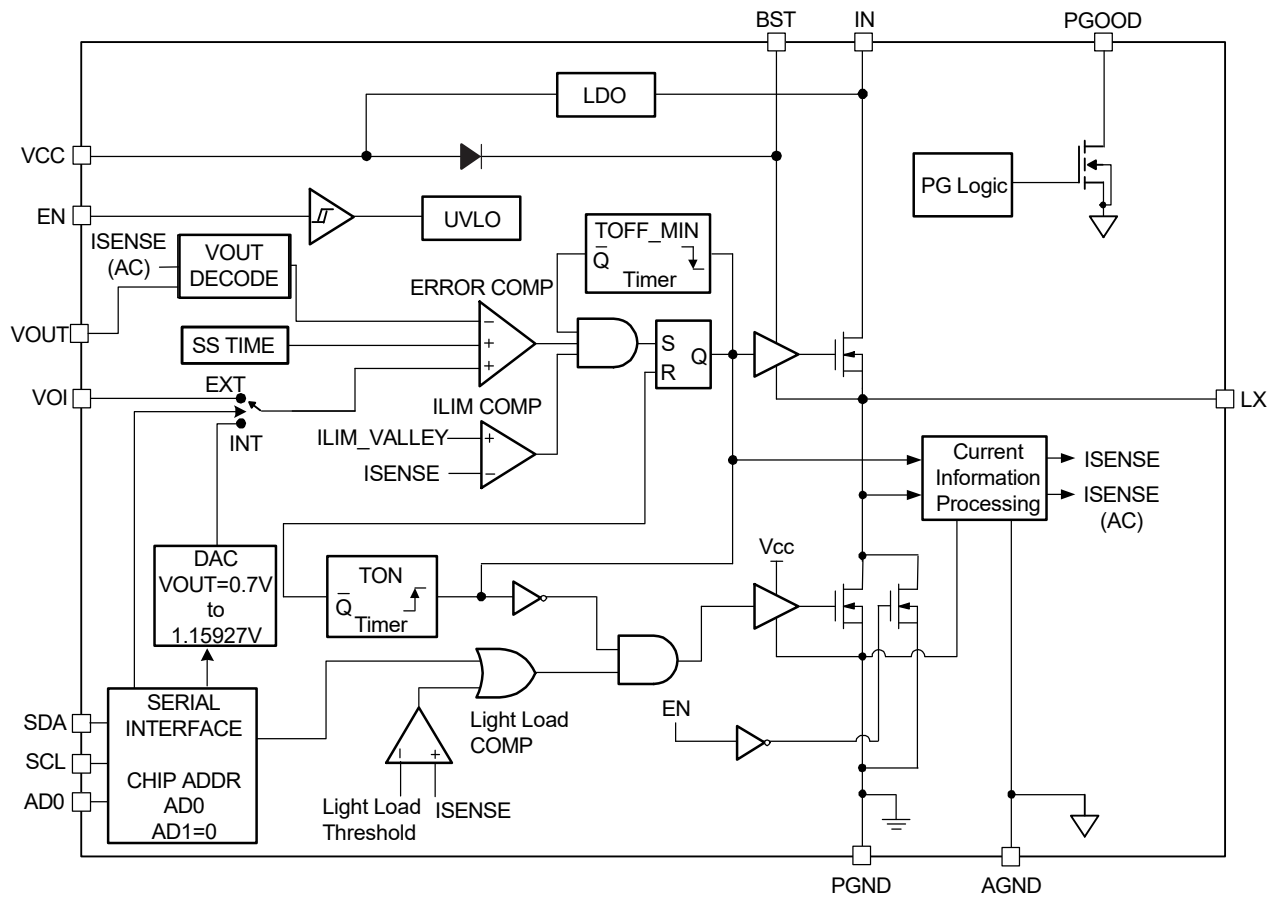 BST
IN
PGOOD
LDO
VCC
PG Logic
EN
UVLO
ISENSE
(AC)
VOUT
DECODE
TOFF_MIN
Q
Timer
ERROR COMP
VOUT
SS TIME
−
+
+
S
R
Q
VOI
EXT
INT
LX
ILIM COMP
ILIM_VALLEY
+
ISENSE
−
Current
Information
Processing
ISENSE
ISENSE
(AC)
DAC
VOUT=0.7V
to
1.15927V
TON
Q
Timer
Vcc
SERIAL
INTERFACE
CHIP ADDR
AD0
AD1=0
SDA
SCL
AD0
Light Load
COMP
−
+
Light Load
Threshold
ISENSE
EN
PGND
AGND